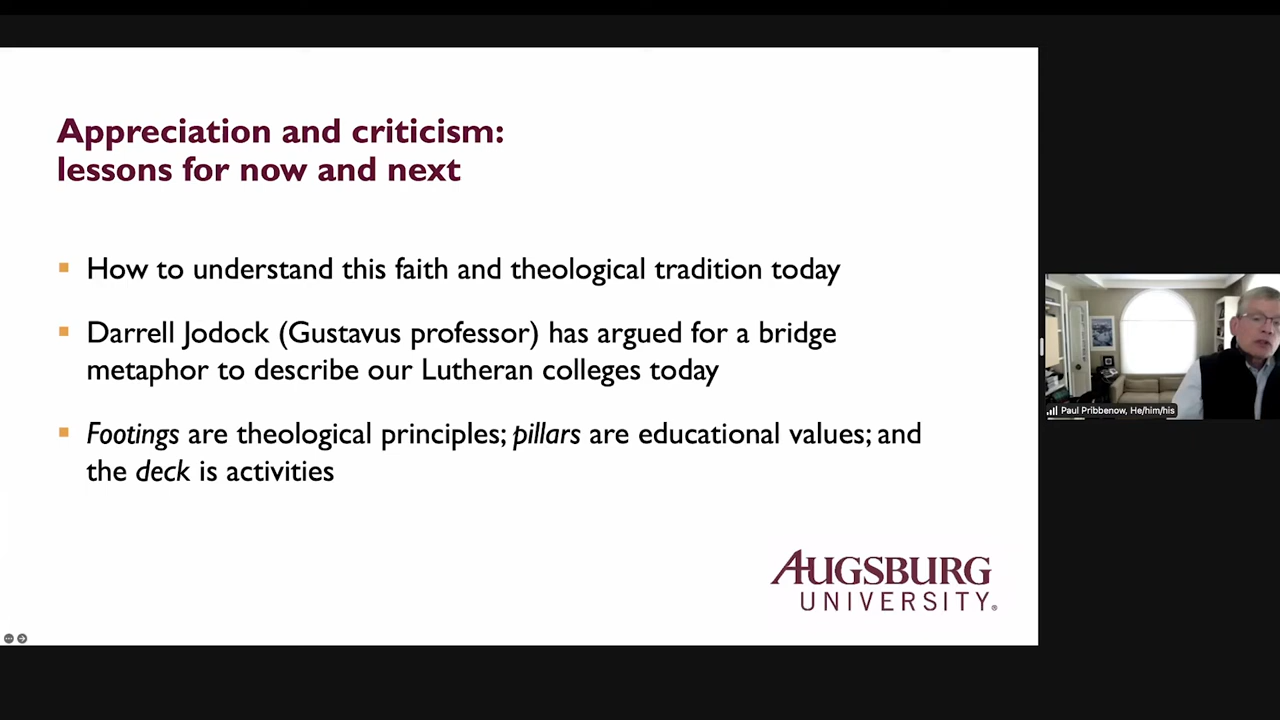 Appreciation and criticism:
lessons for now and next
▪ How to understand this faith and theological tradition today
▪ Darrell Jodock (Gustavus professor) has argued for a bridge
metaphor to describe our Lutheran colleges today
▪ Footings are theological principles; pillars are educational values; and
the deck is activities
AUGSBURG
UNIVERSITY®
Paul Pribbenow, He/him/his